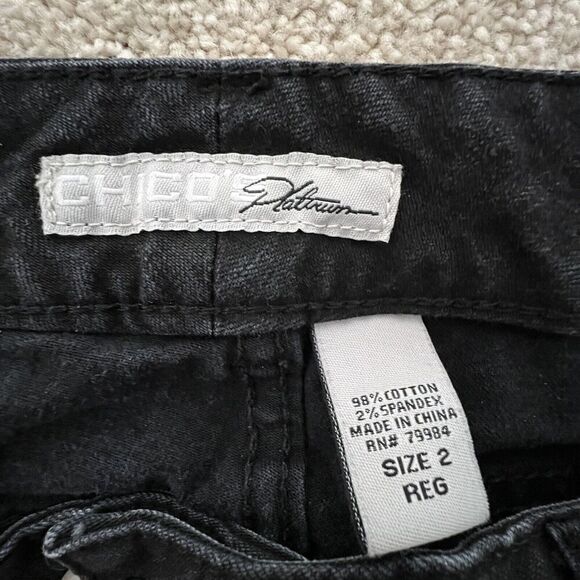 CHICO'S Platinum
98% COTTON
2% SPANDEX
MADE IN CHINA
RN# 79984
SIZE 2
REG